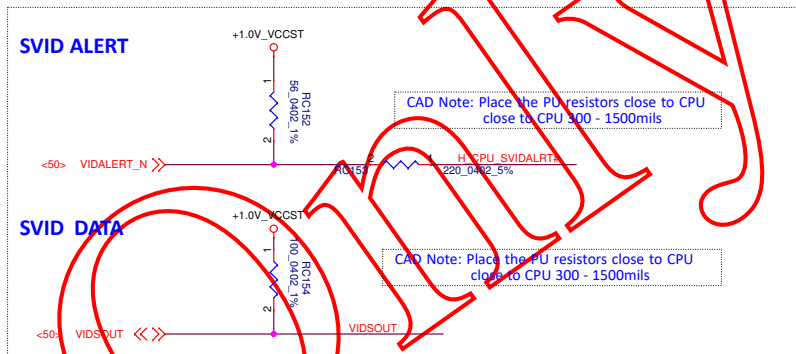 SVID ALERT
+1.0V_VCCST
1
RC152
56_0402_1%
2
CAD Note: Place the PU resistors close to CPU
close to CPU 300 - 1500mils
<50> VIDALERT_N
2 1 H_CPU_SVIDALRT#
RC153 220_0402_5%
SVID DATA
+1.0V_VCCST
1
RC154
100_0402_1%
2
CAD Note: Place the PU resistors close to CPU
close to CPU 300 - 1500mils
<50> VIDSOUT
VIDSOUT
only